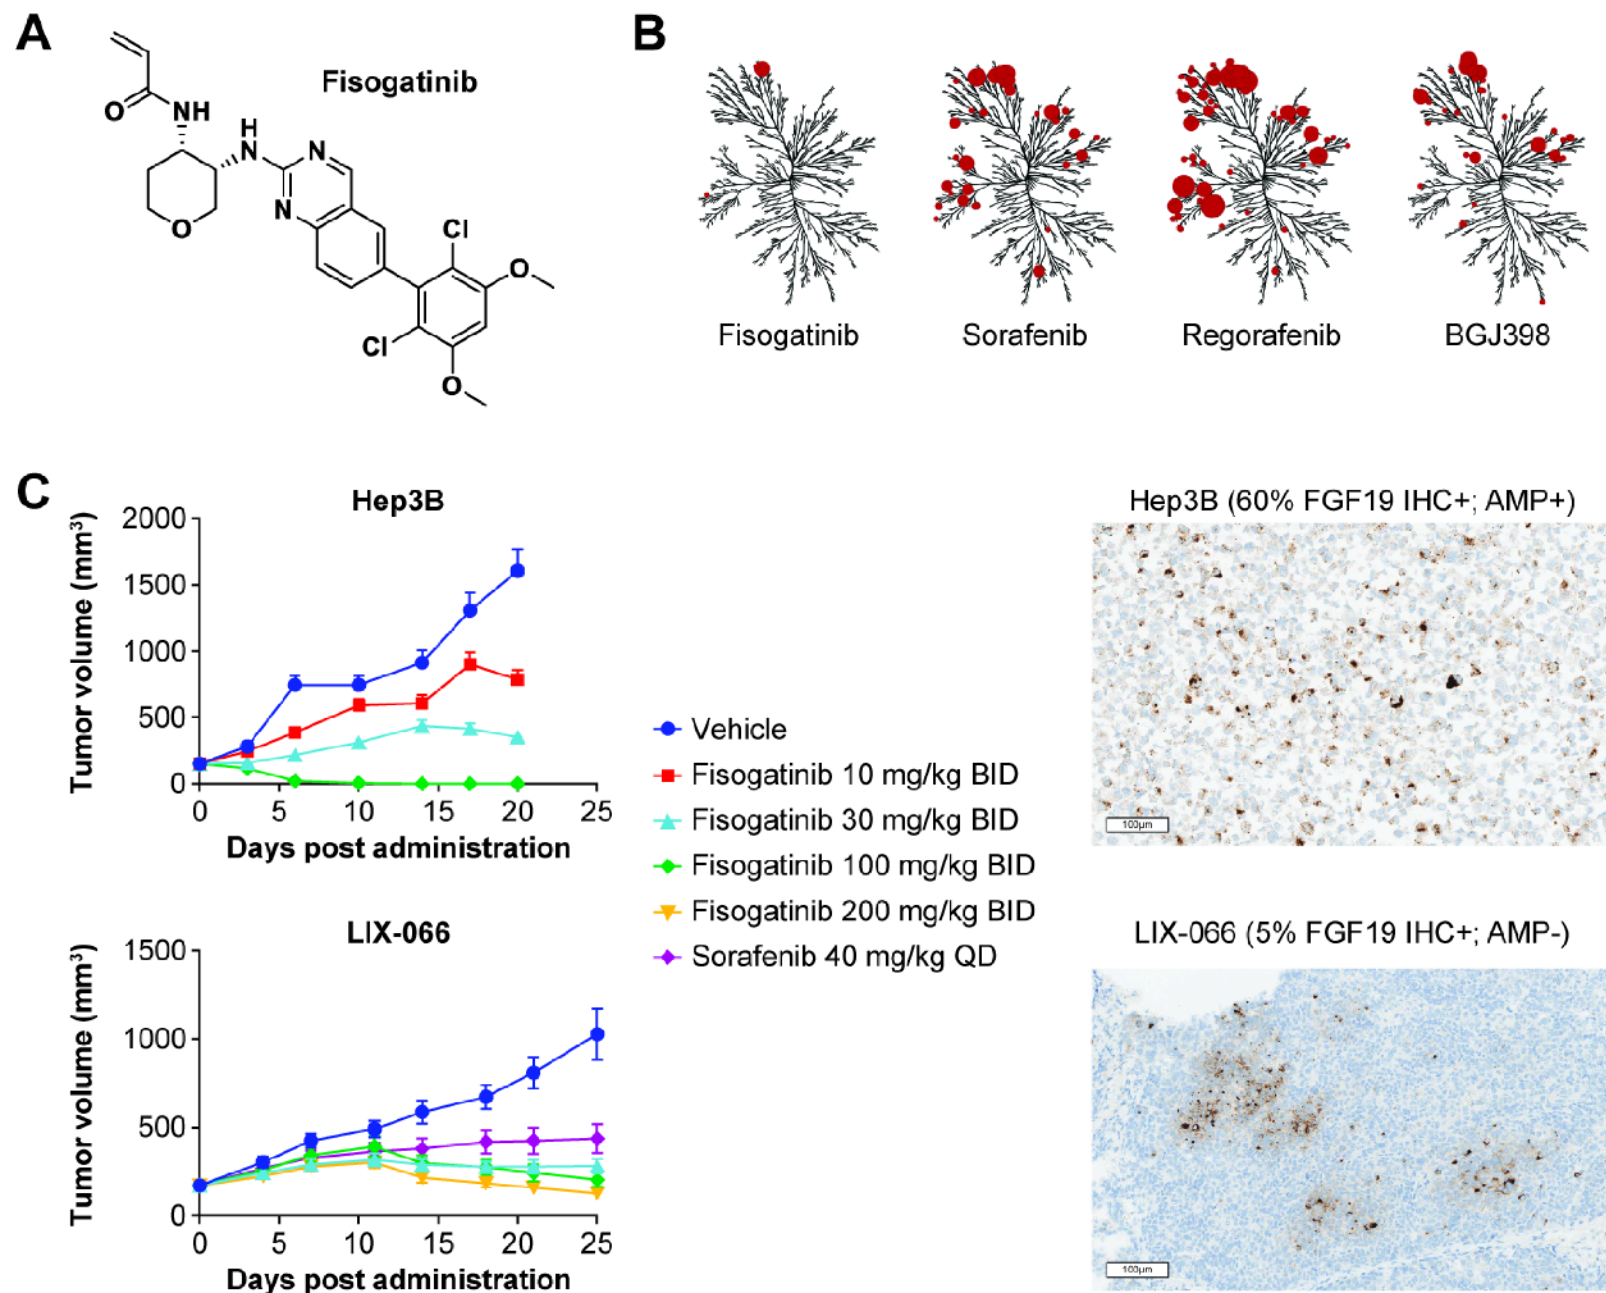 A
Fisogatinib
O
NH
H
N
N
N
O
Cl
Cl
O
O
B
Fisogatinib
Sorafenib
Regorafenib
BGJ398
C
Hep3B
Tumor volume (mm³)
2000
1500
1000
500
0
0 5 10 15 20 25
Days post administration
LIX-066
Tumor volume (mm³)
1500
1000
500
0
0 5 10 15 20 25
Days post administration
Vehicle
Fisogatinib 10 mg/kg BID
Fisogatinib 30 mg/kg BID
Fisogatinib 100 mg/kg BID
Fisogatinib 200 mg/kg BID
Sorafenib 40 mg/kg QD
Hep3B (60% FGF19 IHC+; AMP+)
100µm
LIX-066 (5% FGF19 IHC+; AMP-)
100µm